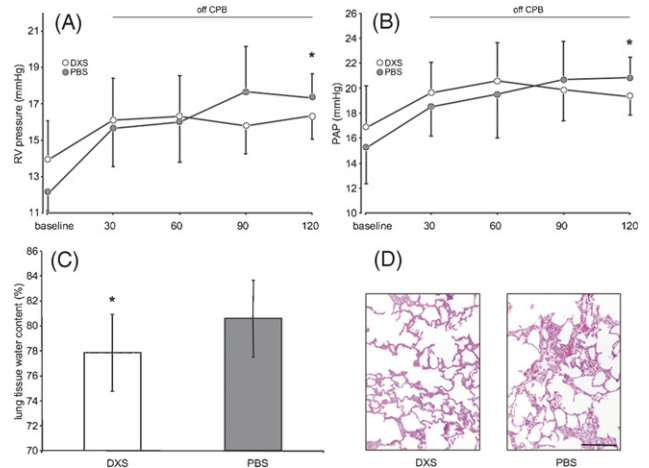 off CPB
(A)
21
19
17
15
13
11
RV pressure (mmHg)
DXS
PBS
*
baseline 30 60 90 120
off CPB
(B)
26
24
22
20
18
16
14
12
10
PAP (mmHg)
DXS
PBS
*
baseline 30 60 90 120
(C)
86
84
82
80
78
76
74
72
70
lung tissue water content (%)
*
DXS PBS
(D)
DXS PBS